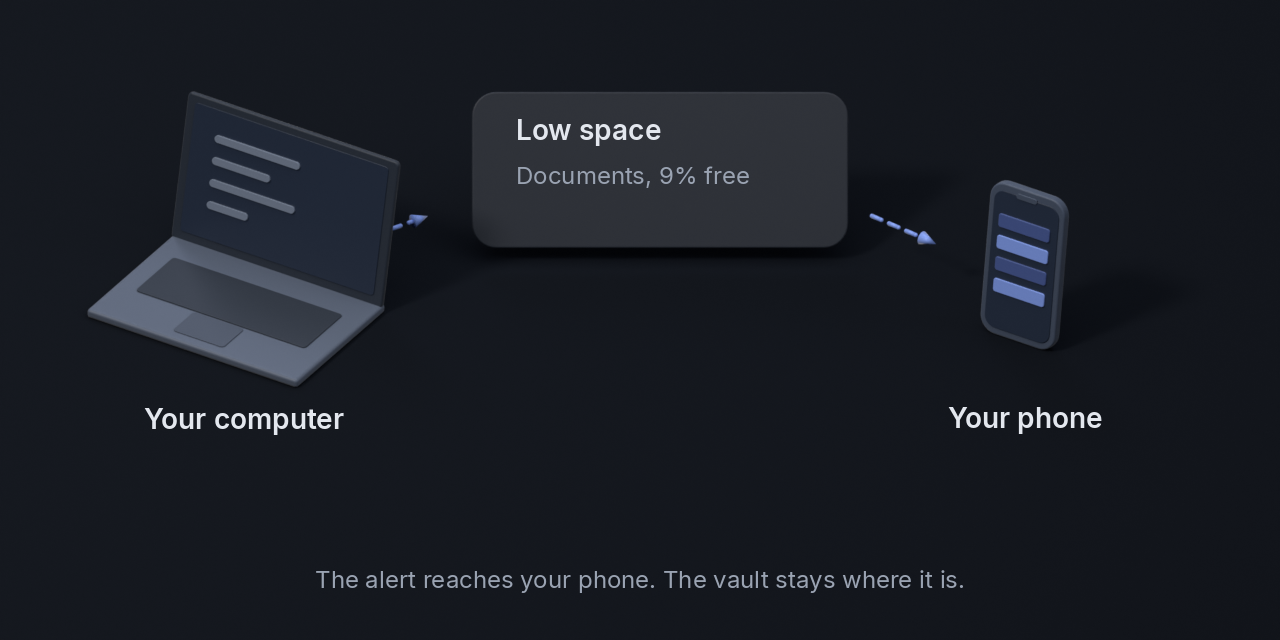 Low space
Documents, 9% free
Your computer
Your phone
The alert reaches your phone. The vault stays where it is.